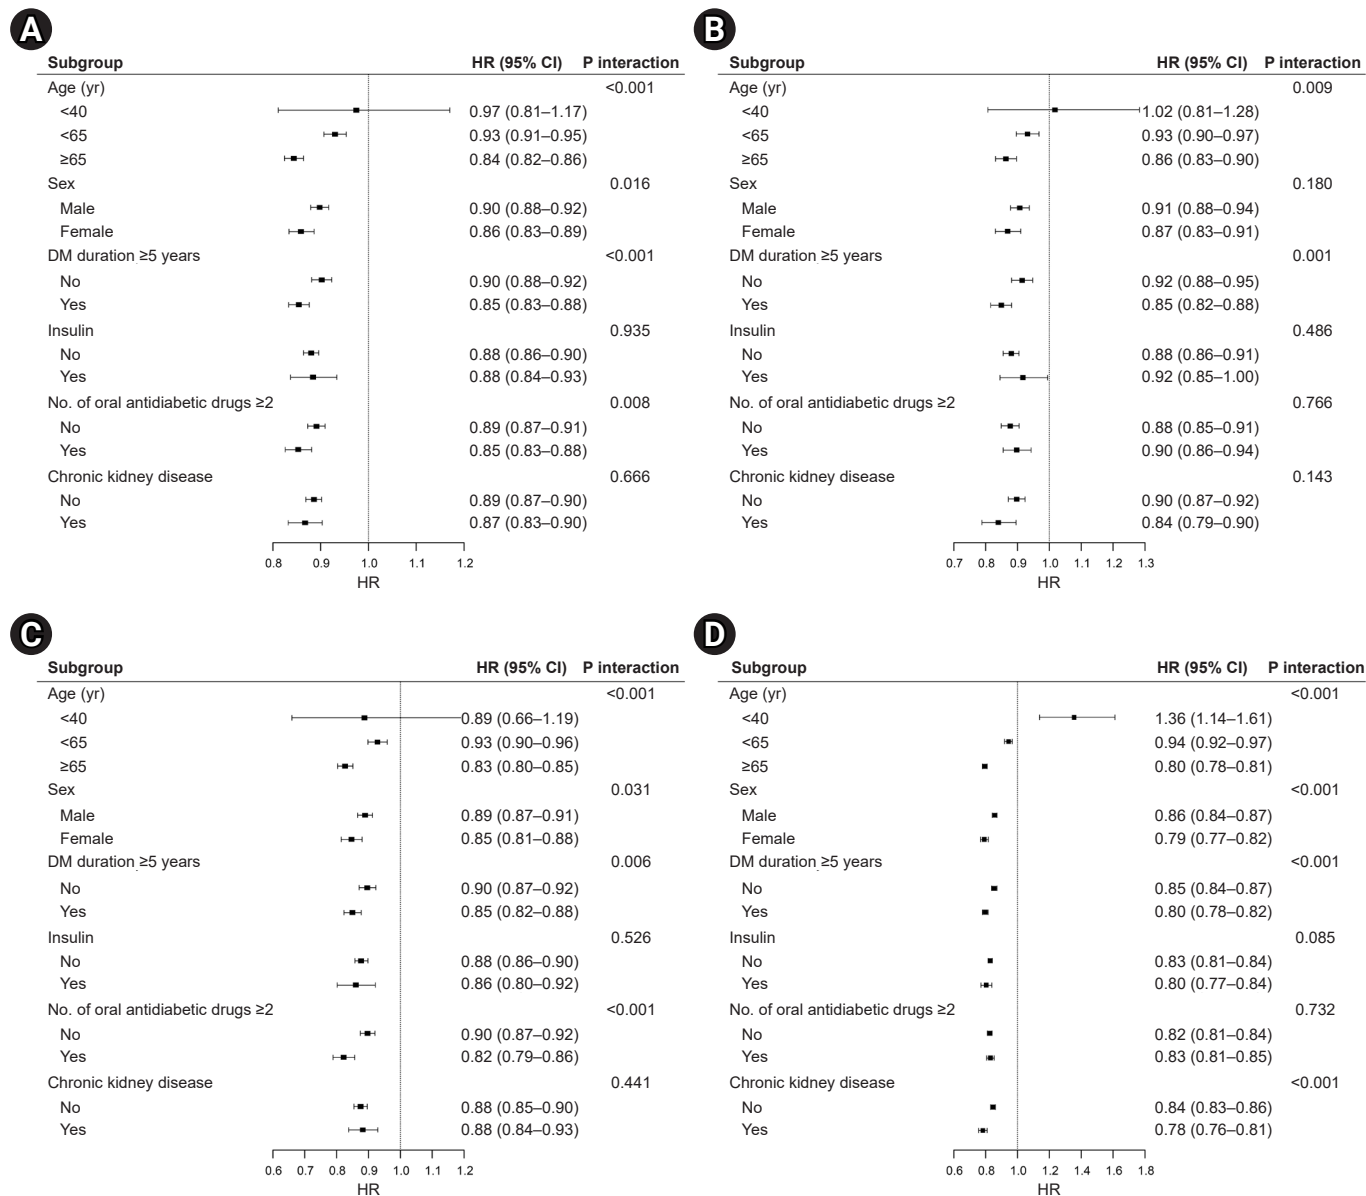 A
Subgroup HR (95% CI) P interaction
Age (yr) <0.001
<40 0.97 (0.81–1.17)
<65 0.93 (0.91–0.95)
≥65 0.84 (0.82–0.86)
Sex 0.016
Male 0.90 (0.88–0.92)
Female 0.86 (0.83–0.89)
DM duration ≥5 years <0.001
No 0.90 (0.88–0.92)
Yes 0.85 (0.83–0.88)
Insulin 0.935
No 0.88 (0.86–0.90)
Yes 0.88 (0.84–0.93)
No. of oral antidiabetic drugs ≥2 0.008
No 0.89 (0.87–0.91)
Yes 0.85 (0.83–0.88)
Chronic kidney disease 0.666
No 0.89 (0.87–0.90)
Yes 0.87 (0.83–0.90)
0.8 0.9 1.0 1.1 1.2
HR
B
Subgroup HR (95% CI) P interaction
Age (yr) 0.009
<40 1.02 (0.81–1.28)
<65 0.93 (0.90–0.97)
≥65 0.86 (0.83–0.90)
Sex 0.180
Male 0.91 (0.88–0.94)
Female 0.87 (0.83–0.91)
DM duration ≥5 years 0.001
No 0.92 (0.88–0.95)
Yes 0.85 (0.82–0.88)
Insulin 0.486
No 0.88 (0.86–0.91)
Yes 0.92 (0.85–1.00)
No. of oral antidiabetic drugs ≥2 0.766
No 0.88 (0.85–0.91)
Yes 0.90 (0.86–0.94)
Chronic kidney disease 0.143
No 0.90 (0.87–0.92)
Yes 0.84 (0.79–0.90)
0.7 0.8 0.9 1.0 1.1 1.2 1.3
HR
C
Subgroup HR (95% CI) P interaction
Age (yr) <0.001
<40 0.89 (0.66–1.19)
<65 0.93 (0.90–0.96)
≥65 0.83 (0.80–0.85)
Sex 0.031
Male 0.89 (0.87–0.91)
Female 0.85 (0.81–0.88)
DM duration ≥5 years 0.006
No 0.90 (0.87–0.92)
Yes 0.85 (0.82–0.88)
Insulin 0.526
No 0.88 (0.86–0.90)
Yes 0.86 (0.80–0.92)
No. of oral antidiabetic drugs ≥2 <0.001
No 0.90 (0.87–0.92)
Yes 0.82 (0.79–0.86)
Chronic kidney disease 0.441
No 0.88 (0.85–0.90)
Yes 0.88 (0.84–0.93)
0.6 0.7 0.8 0.9 1.0 1.1 1.2
HR
D
Subgroup HR (95% CI) P interaction
Age (yr) <0.001
<40 1.36 (1.14–1.61)
<65 0.94 (0.92–0.97)
≥65 0.80 (0.78–0.81)
Sex <0.001
Male 0.86 (0.84–0.87)
Female 0.79 (0.77–0.82)
DM duration ≥5 years <0.001
No 0.85 (0.84–0.87)
Yes 0.80 (0.78–0.82)
Insulin 0.085
No 0.83 (0.81–0.84)
Yes 0.80 (0.77–0.84)
No. of oral antidiabetic drugs ≥2 0.732
No 0.82 (0.81–0.84)
Yes 0.83 (0.81–0.85)
Chronic kidney disease <0.001
No 0.84 (0.83–0.86)
Yes 0.78 (0.76–0.81)
0.6 0.8 1.0 1.2 1.4 1.6 1.8
HR